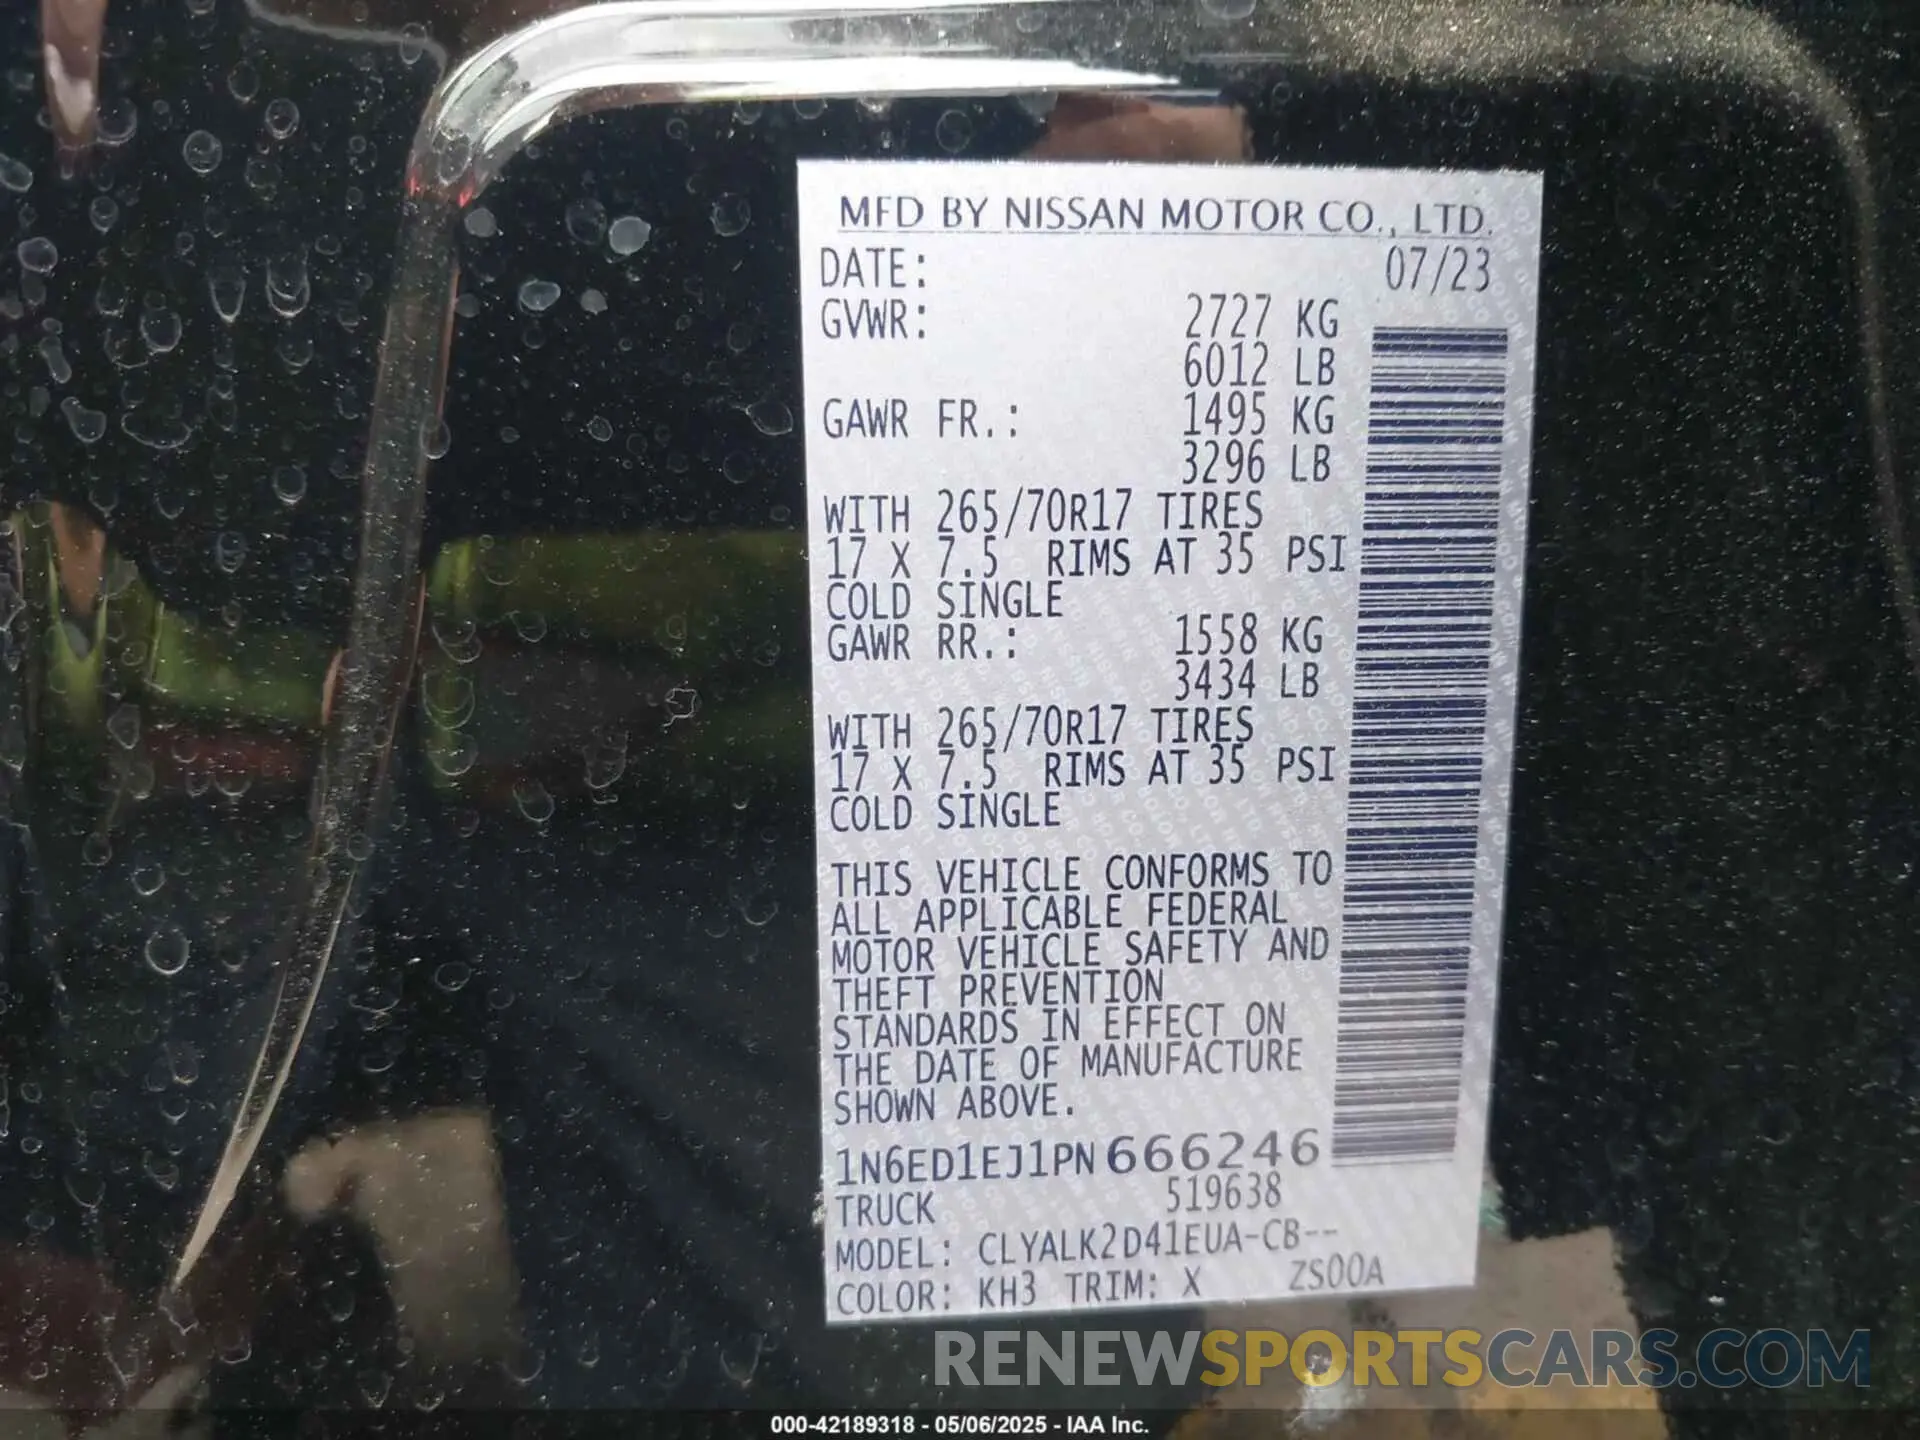 MFD BY NISSAN MOTOR CO., LTD.
DATE: 07/23
GVWR: 2727 KG
6012 LB
GAWR FR.: 1495 KG
3296 LB
WITH 265/70R17 TIRES
17 X 7.5 RIMS AT 35 PSI
COLD SINGLE
GAWR RR.: 1558 KG
3434 LB
WITH 265/70R17 TIRES
17 X 7.5 RIMS AT 35 PSI
COLD SINGLE
THIS VEHICLE CONFORMS TO
ALL APPLICABLE FEDERAL
MOTOR VEHICLE SAFETY AND
THEFT PREVENTION
STANDARDS IN EFFECT ON
THE DATE OF MANUFACTURE
SHOWN ABOVE.
1N6ED1EJ1PN666246
TRUCK 519638
MODEL: CLYALK2D41EUA-CB--
COLOR: KH3 TRIM: X ZS00A
RENEWSPORTSCARS.COM
000-42189318 - 05/06/2025 - IAA Inc.